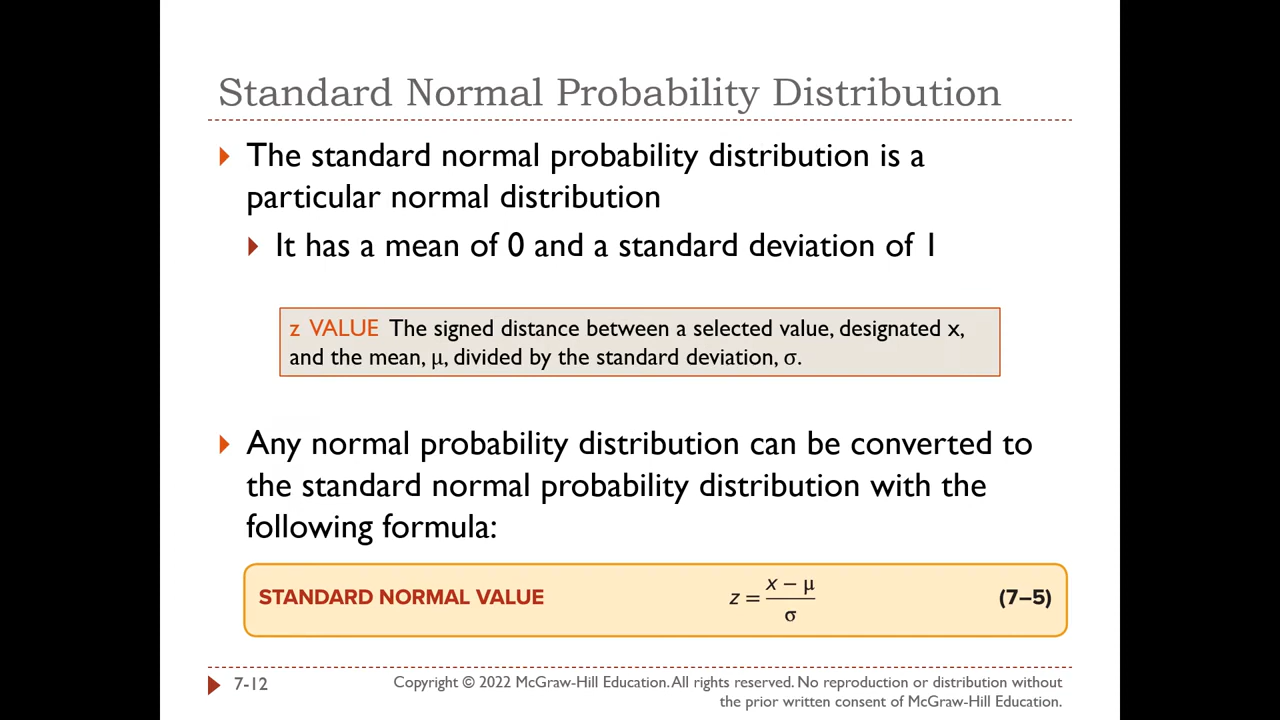 Standard Normal Probability Distribution
The standard normal probability distribution is a
particular normal distribution
It has a mean of 0 and a standard deviation of 1
z VALUE The signed distance between a selected value, designated x,
and the mean, μ, divided by the standard deviation, σ.
Any normal probability distribution can be converted to
the standard normal probability distribution with the
following formula:
STANDARD NORMAL VALUE z = (x − μ)/σ (7–5)
7-12 Copyright © 2022 McGraw-Hill Education. All rights reserved. No reproduction or distribution without
the prior written consent of McGraw-Hill Education.